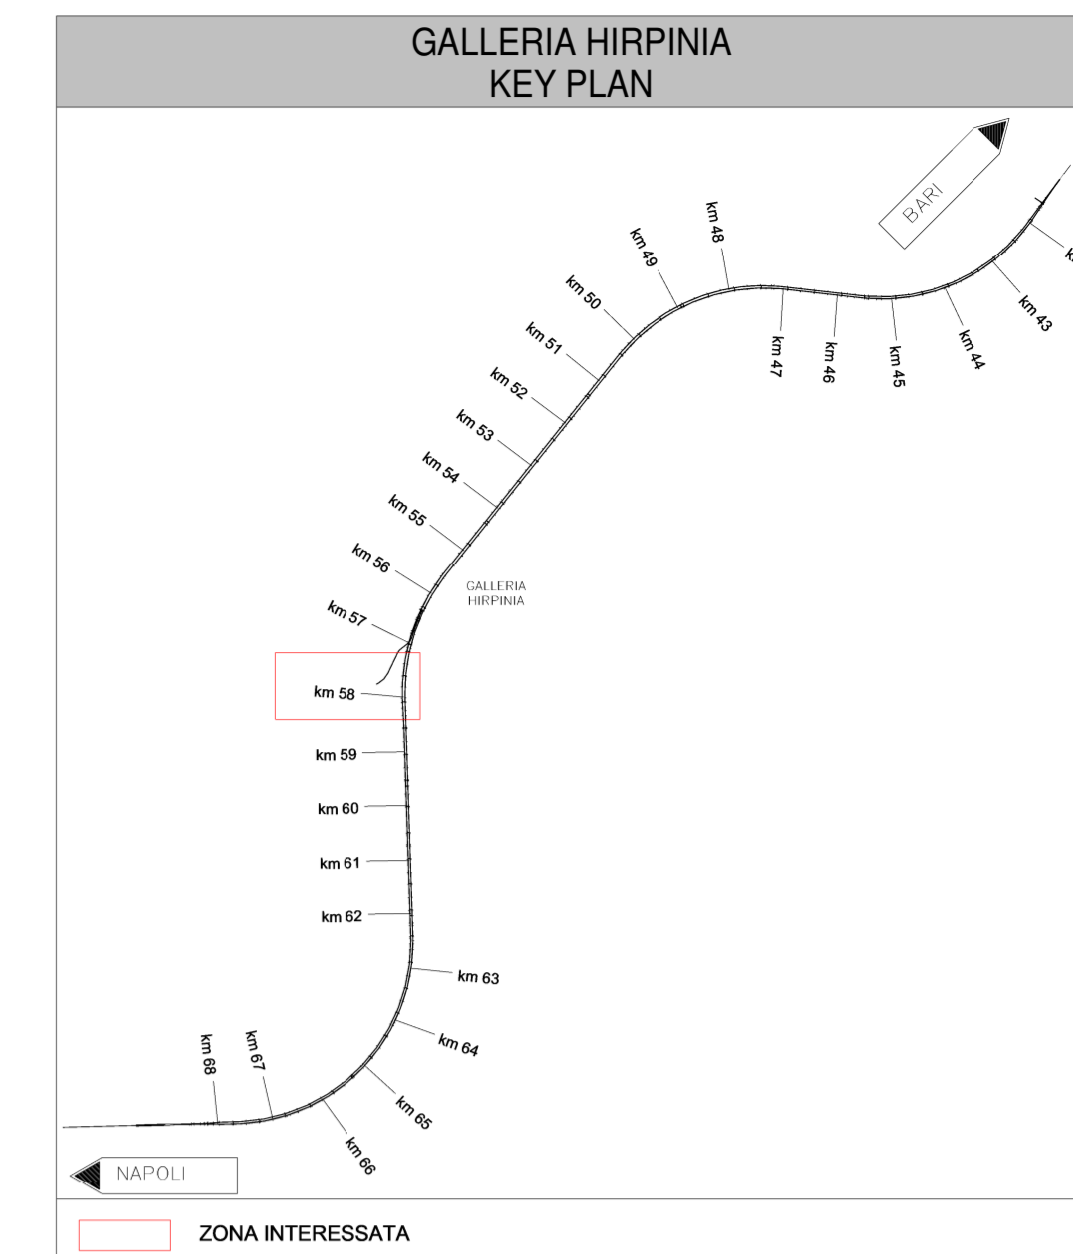 GALLERIA HIRPINIA
KEY PLAN
BARI
km 43
km 44
km 45
km 46
km 47
km 48
km 49
km 50
km 51
km 52
km 53
km 54
km 55
km 56
GALLERIA
HIRPINIA
km 57
km 58
km 59
km 60
km 61
km 62
km 63
km 64
km 65
km 66
km 67
km 68
NAPOLI
ZONA INTERESSATA